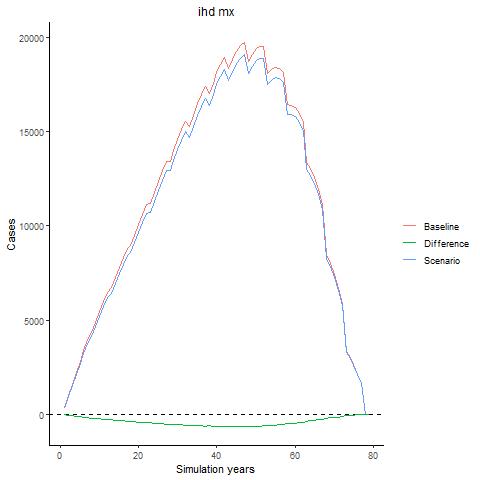 ihd mx
20000
15000
10000
5000
0
Cases
0 20 40 60 80
Simulation years
Baseline
Difference
Scenario